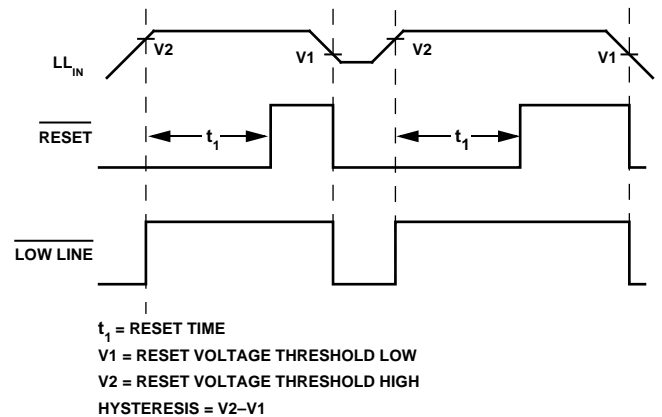 V2
V1
V2
V1
LL_IN
RESET
t₁
t₁
LOW LINE
t₁ = RESET TIME
V1 = RESET VOLTAGE THRESHOLD LOW
V2 = RESET VOLTAGE THRESHOLD HIGH
HYSTERESIS = V2–V1